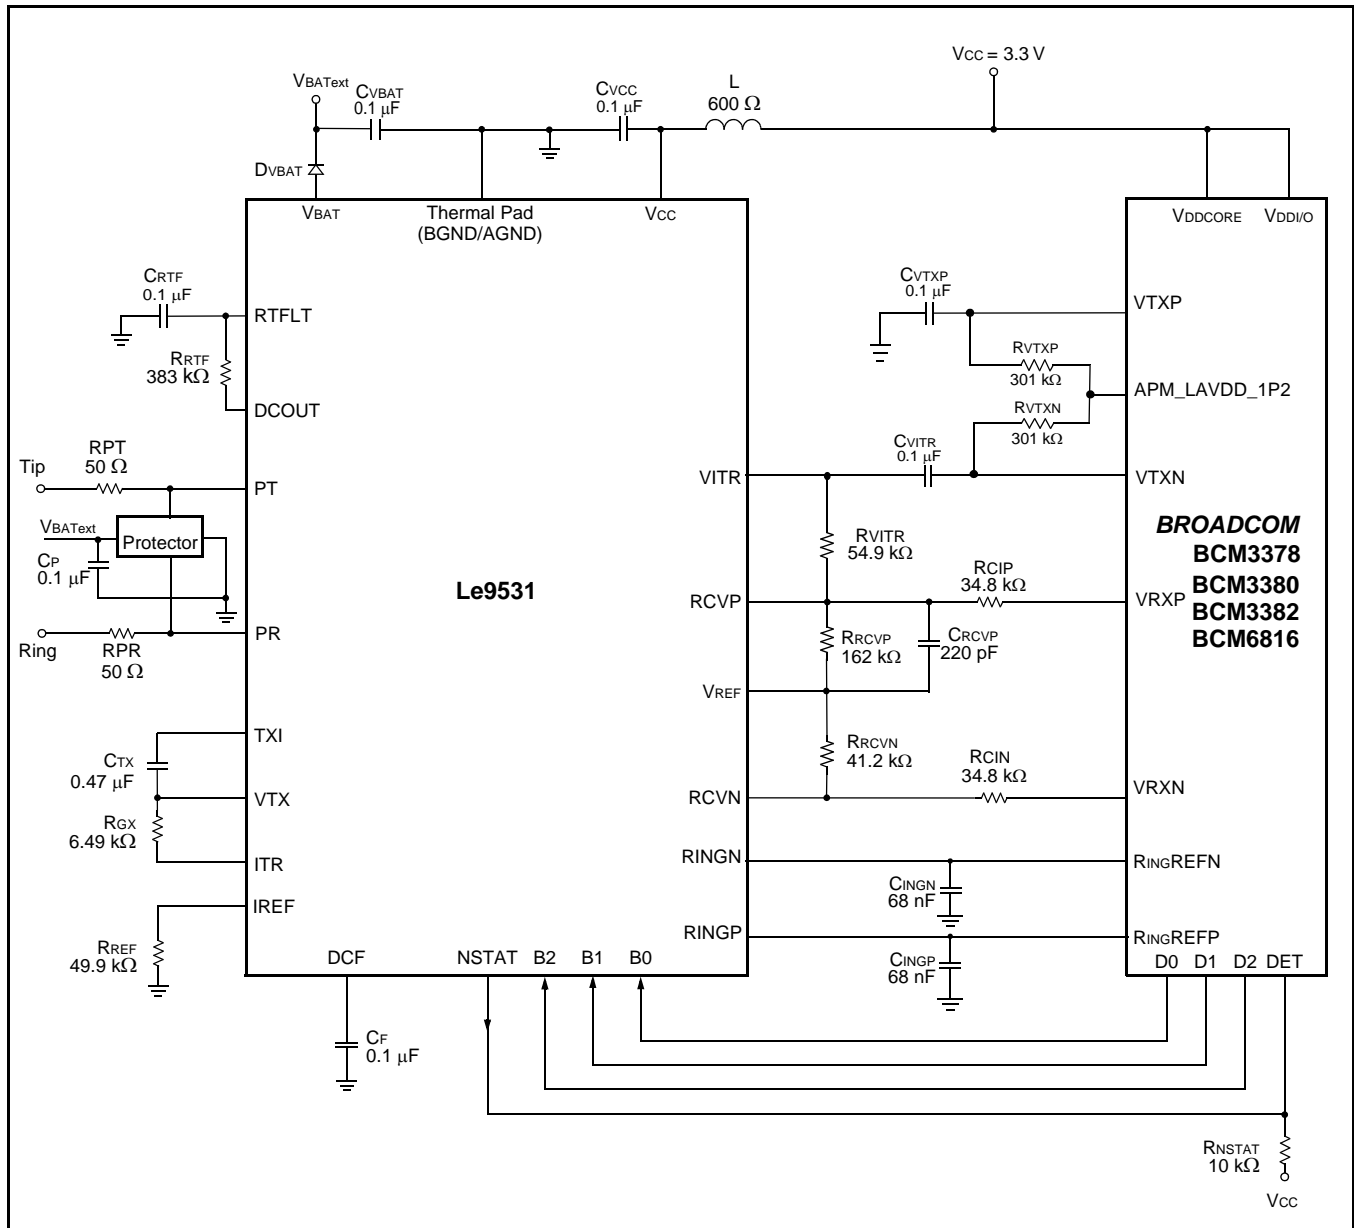 VCC = 3.3 V
VBAText
CVBAT
0.1 µF
CVCC
0.1 µF
L
600 Ω
DVBAT
VBAT
Thermal Pad
(BGND/AGND)
VCC
VDDCORE
VDDI/O
CRTF
0.1 µF
RTFLT
RRTF
383 kΩ
DCOUT
CVTXP
0.1 µF
VTXP
RVTXP
301 kΩ
APM_LAVDD_1P2
RVTXN
301 kΩ
RPT
50 Ω
Tip
PT
VBAText
Protector
CP
0.1 µF
PR
Ring
RPR
50 Ω
Le9531
VITR
CVITR
0.1 µF
VTXN
BROADCOM
BCM3378
BCM3380
BCM3382
BCM6816
RVITR
54.9 kΩ
RCVP
RCIP
34.8 kΩ
VRXP
RRCVP
162 kΩ
CRCVP
220 pF
VREF
TXI
CTX
0.47 µF
VTX
RGX
6.49 kΩ
ITR
IREF
RREF
49.9 kΩ
RRCVN
41.2 kΩ
RCIN
34.8 kΩ
RCVN
VRXN
RINGN
RINGREFN
CINGN
68 nF
RINGP
RINGREFP
CINGP
68 nF
DCF
NSTAT
B2
B1
B0
D0
D1
D2
DET
CF
0.1 µF
RNSTAT
10 kΩ
VCC